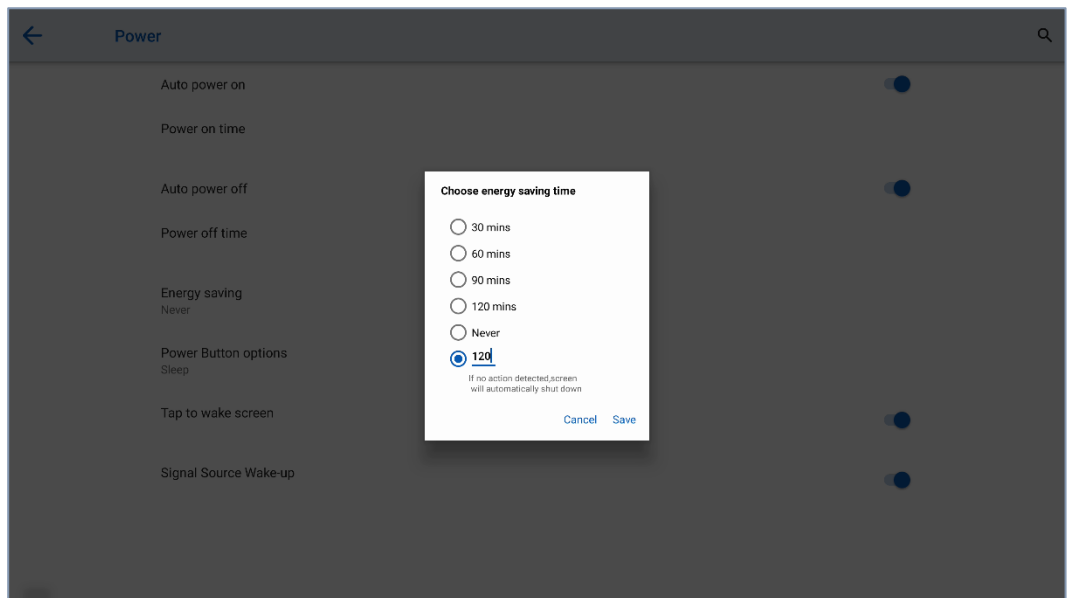 Power
Auto power on
Power on time
Auto power off
Power off time
Energy saving
Never
Power Button options
Sleep
Tap to wake screen
Signal Source Wake-up
Choose energy saving time
30 mins
60 mins
90 mins
120 mins
Never
120
If no action detected,screen
will automatically shut down
Cancel Save